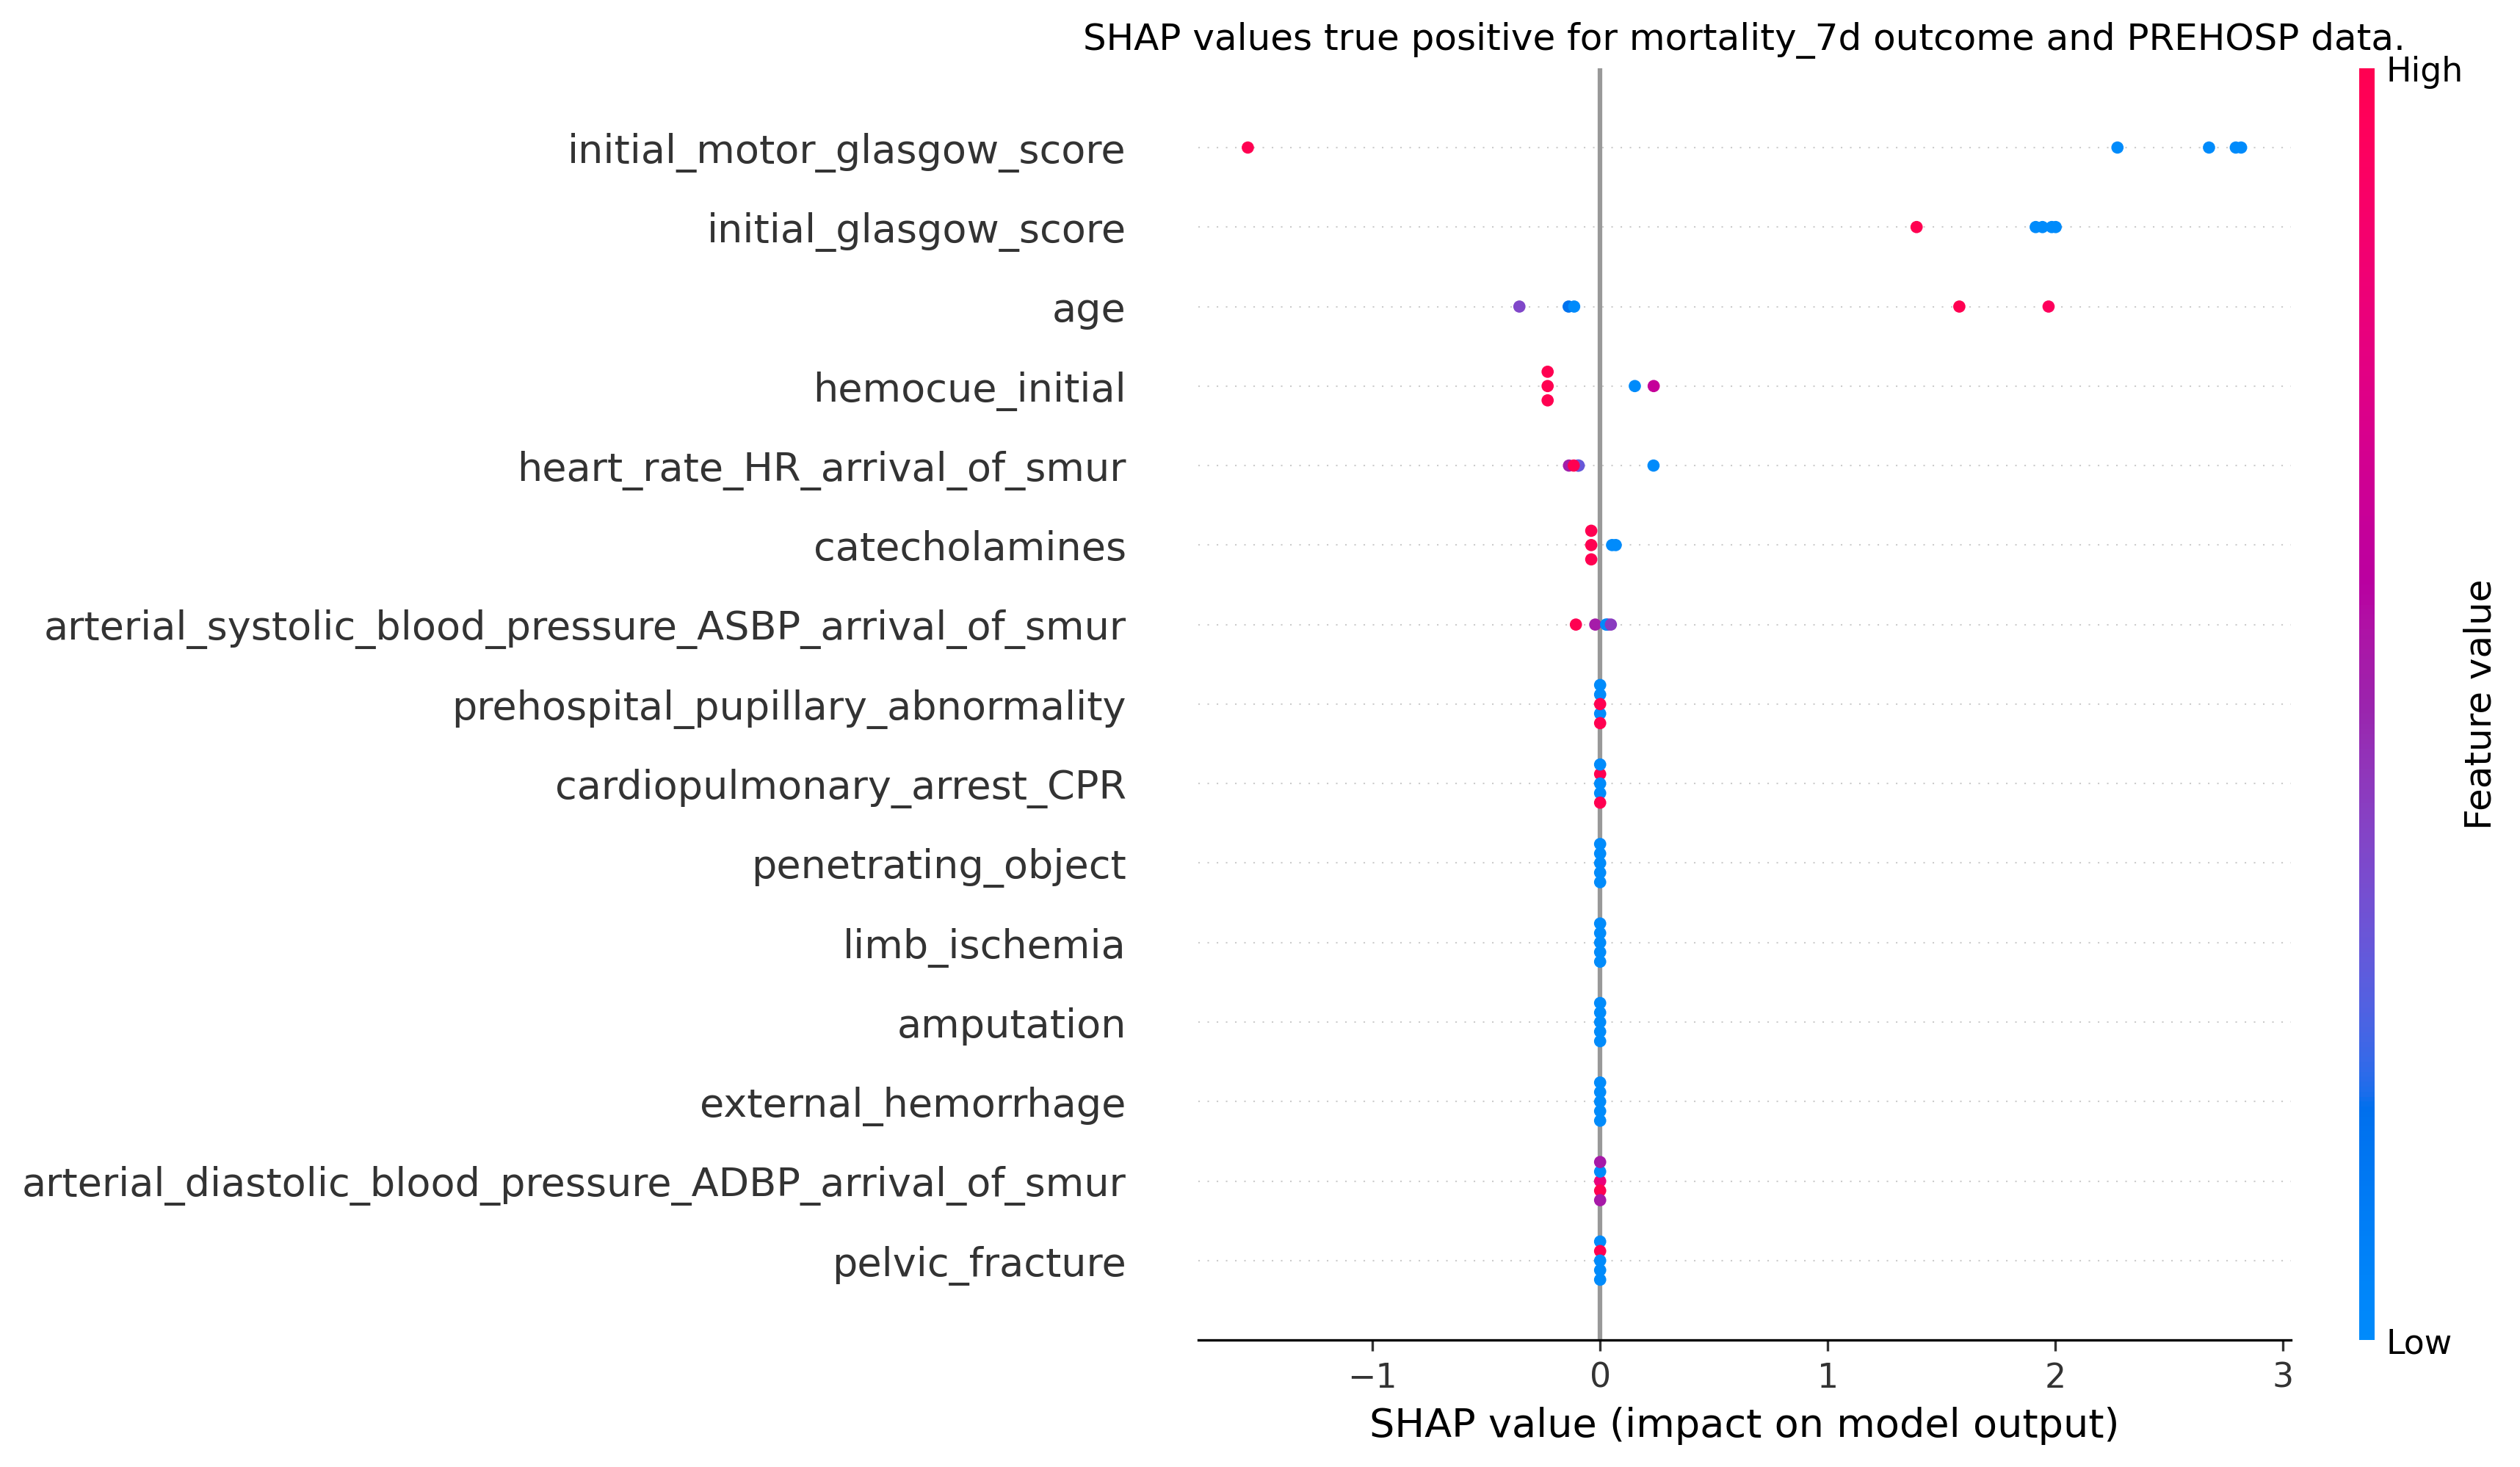 SHAP values true positive for mortality_7d outcome and PREHOSP data.
High
initial_motor_glasgow_score
initial_glasgow_score
age
hemocue_initial
heart_rate_HR_arrival_of_smur
catecholamines
arterial_systolic_blood_pressure_ASBP_arrival_of_smur
prehospital_pupillary_abnormality
cardiopulmonary_arrest_CPR
penetrating_object
limb_ischemia
amputation
external_hemorrhage
arterial_diastolic_blood_pressure_ADBP_arrival_of_smur
pelvic_fracture
Feature value
Low
−1 0 1 2 3
SHAP value (impact on model output)